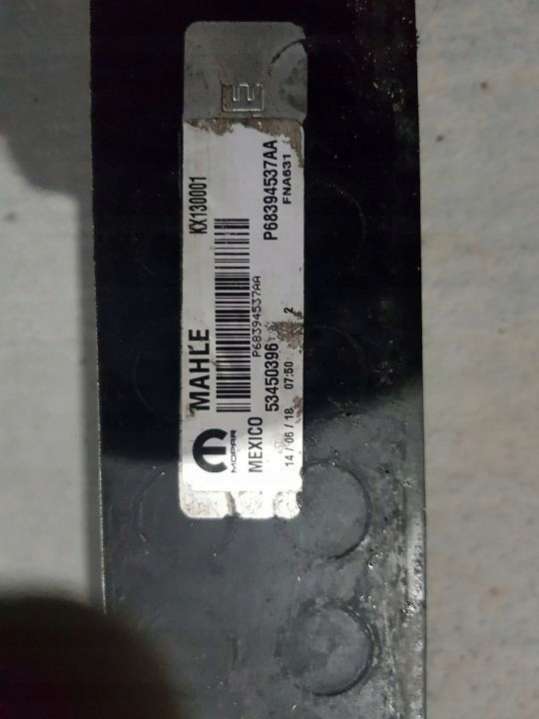 MAHLE KX130001
MOPAR
P68394537AA
MEXICO
53450396 P68394537AA
14/06/18 07:50 2 FNA631
E